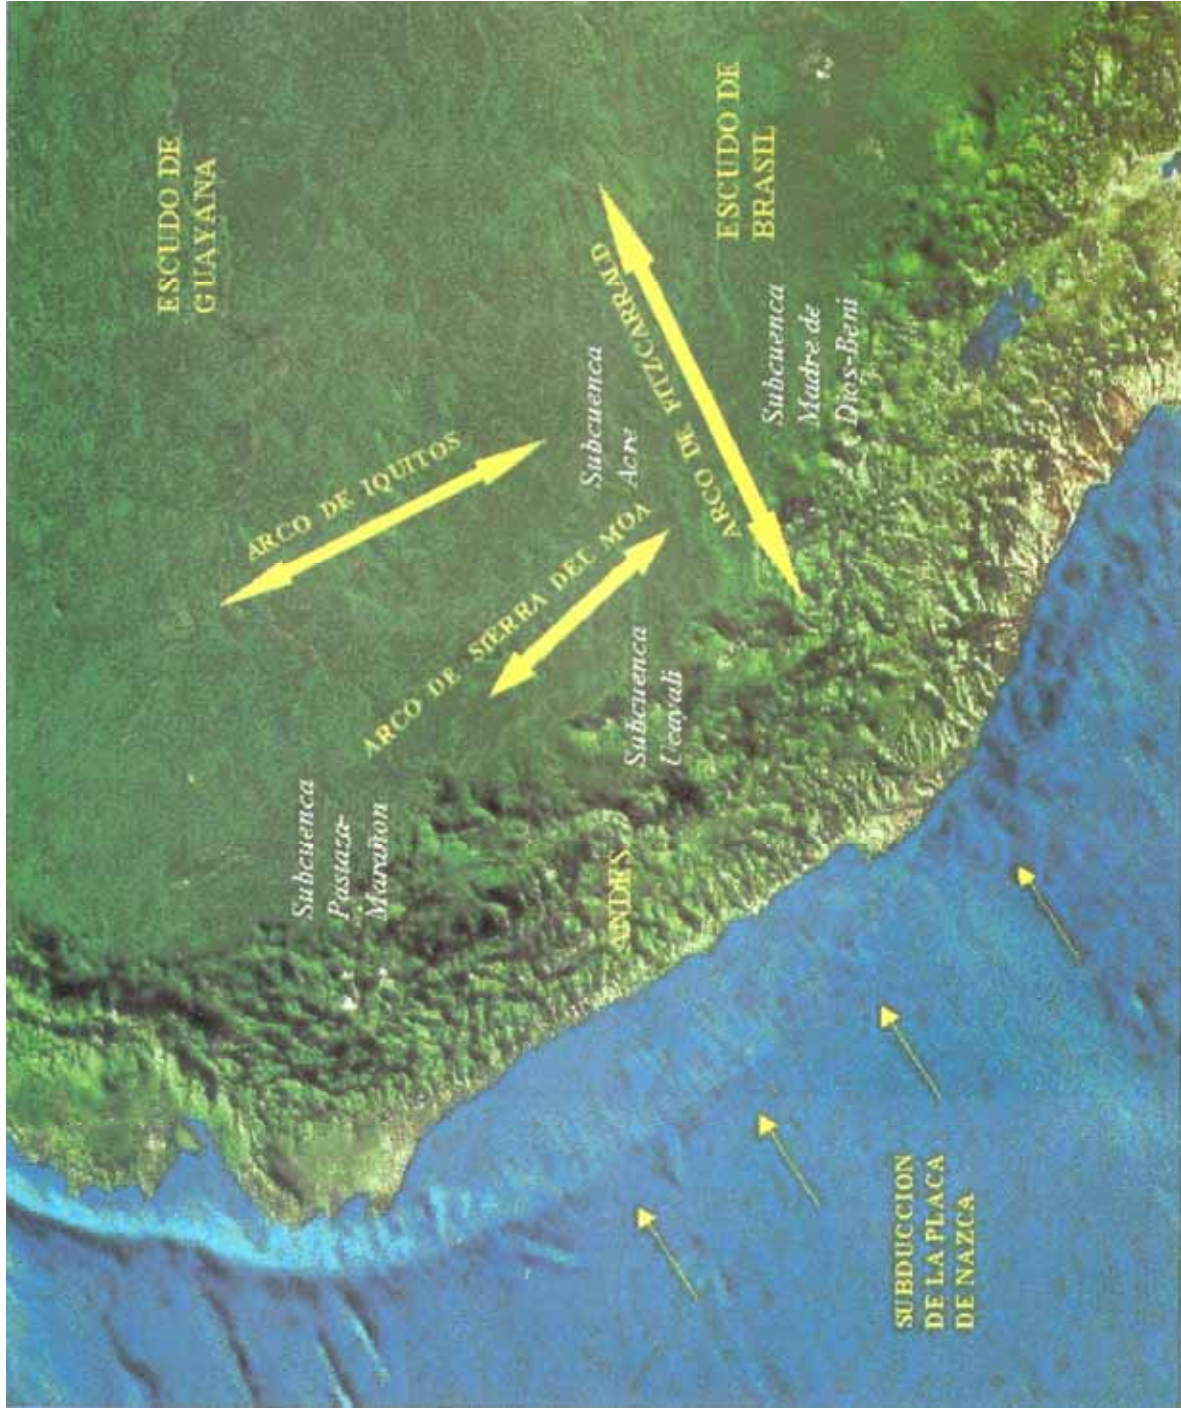 ESCUDO DE
GUAYANA
ARCO DE IQUITOS
Subcuenca
Pastaza-
Marañon
ARCO DE SIERRA DEL MOA
Subcuenca
Acre
Subcuenca
Ucayali
ANDES
ARCO DE FITZCARRALD
ESCUDO DE
BRASIL
Subcuenca
Madre de
Dios-Beni
SUBDUCCION
DE LA PLACA
DE NAZCA